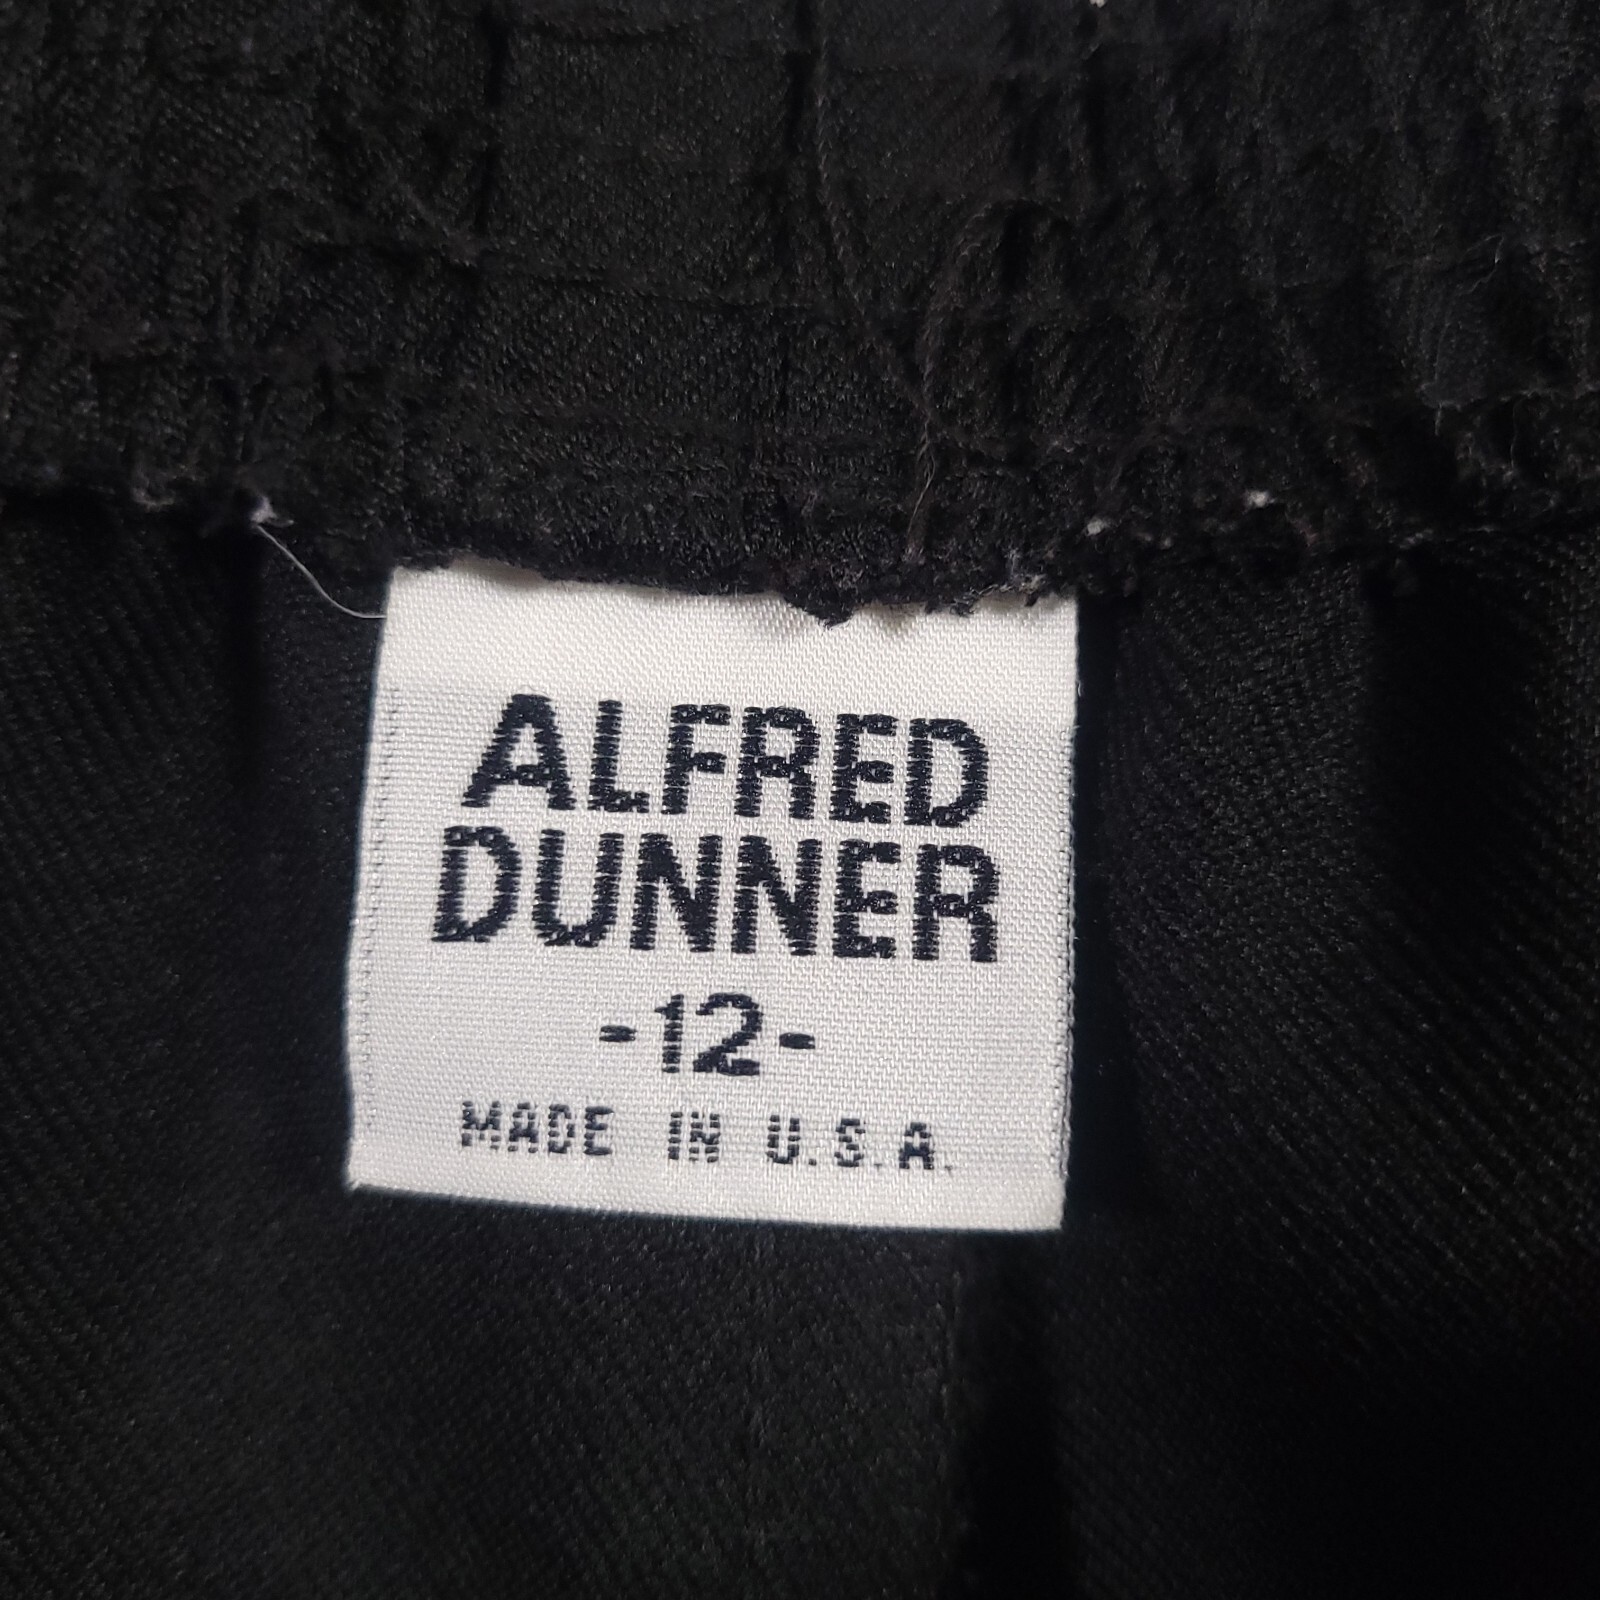 ALFRED
DUNNER
-12-
MADE IN U.S.A.